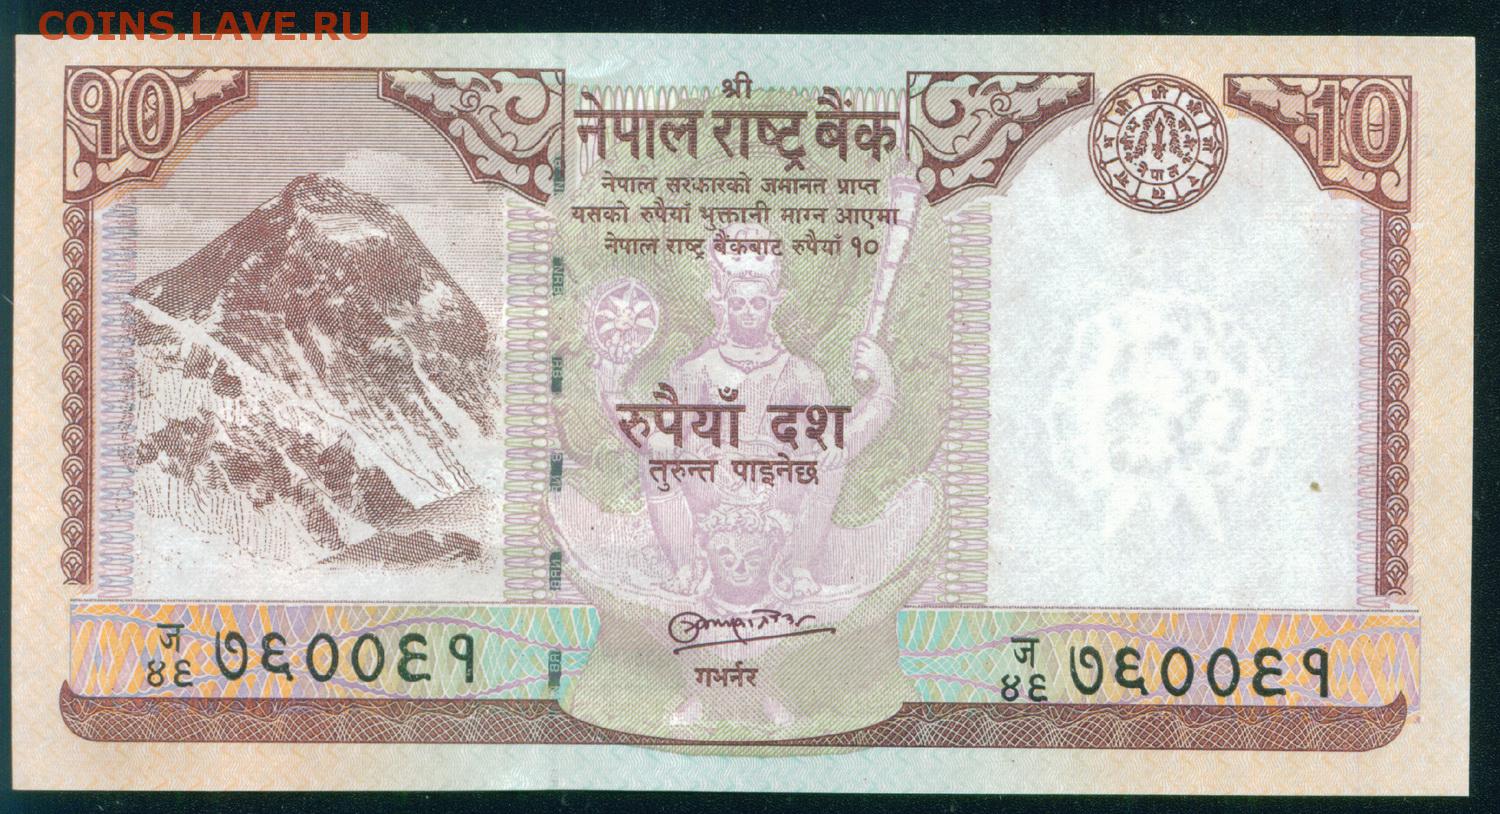 COINS.LAVE.RU
१० श्री 10
नेपाल राष्ट्र बैंक
नेपाल सरकारको जमानत प्राप्त
यसको रुपैयाँ भुक्तानी माग्न आएमा
नेपाल राष्ट्र बैंकबाट रुपैयाँ १०
रुपैयाँ दश
तुरुन्त पाइनेछ
गभर्नर
ज ४६ ७६००६१
ज ४६ ७६००६१